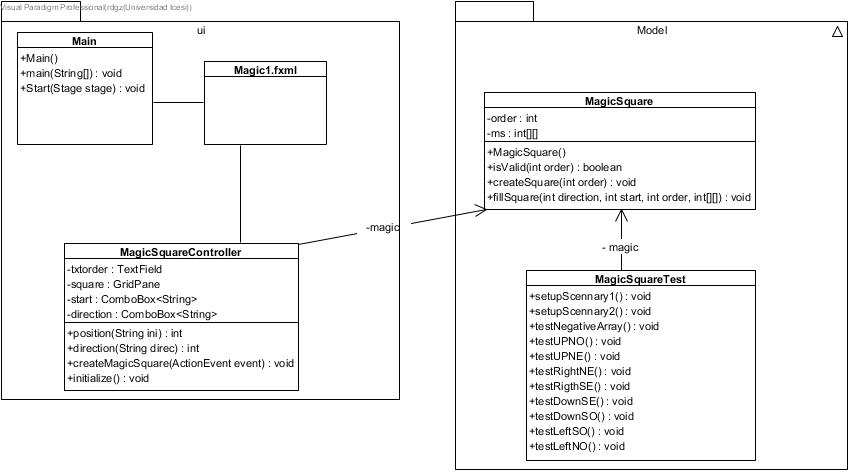 Visual Paradigm Professional(rdgz(Universidad Icesi))
ui
Main
+Main()
+main(String[]) : void
+Start(Stage stage) : void
Magic1.fxml
MagicSquareController
-txtorder : TextField
-square : GridPane
-start : ComboBox<String>
-direction : ComboBox<String>
+position(String ini) : int
+direction(String direc) : int
+createMagicSquare(ActionEvent event) : void
+initialize() : void
-magic
Model
MagicSquare
-order : int
-ms : int[][]
+MagicSquare()
+isValid(int order) : boolean
+createSquare(int order) : void
+fillSquare(int direction, int start, int order, int[][]) : void
- magic
MagicSquareTest
+setupScennary1() : void
+setupScennary2() : void
+testNegativeArray() : void
+testUPNO() : void
+testUPNE() : void
+testRightNE() : void
+testRigthSE() : void
+testDownSE() : void
+testDownSO() : void
+testLeftSO() : void
+testLeftNO() : void